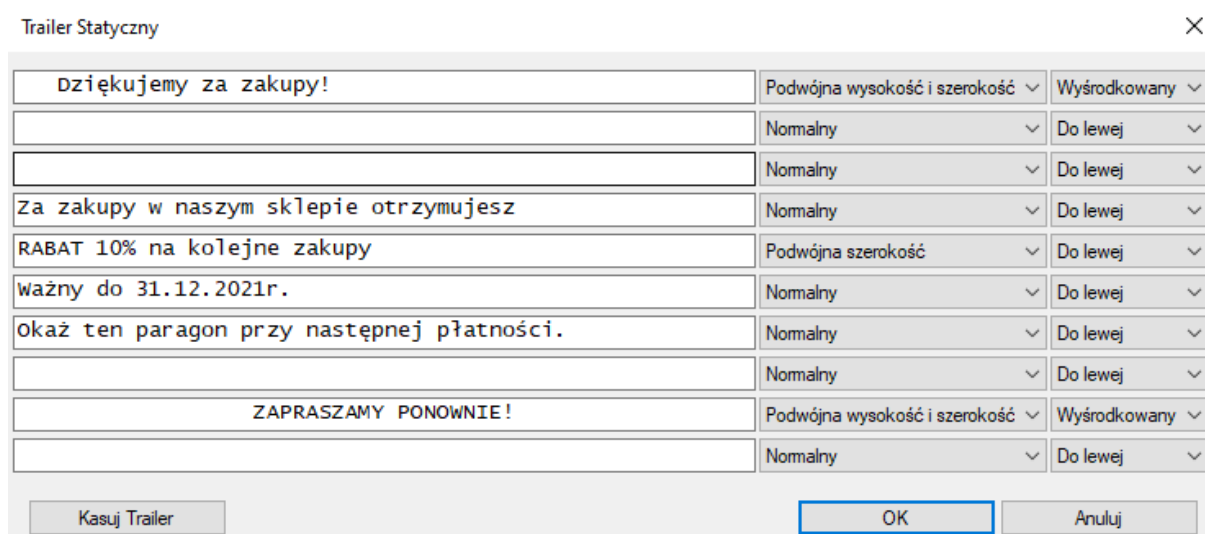 Trailer Statyczny
Dziękujemy za zakupy! Podwójna wysokość i szerokość Wyśrodkowany
Normalny Do lewej
Normalny Do lewej
Za zakupy w naszym sklepie otrzymujesz Normalny Do lewej
RABAT 10% na kolejne zakupy Podwójna szerokość Do lewej
Ważny do 31.12.2021r. Normalny Do lewej
Okaż ten paragon przy następnej płatności. Normalny Do lewej
Normalny Do lewej
ZAPRASZAMY PONOWNIE! Podwójna wysokość i szerokość Wyśrodkowany
Normalny Do lewej
Kasuj Trailer OK Anuluj